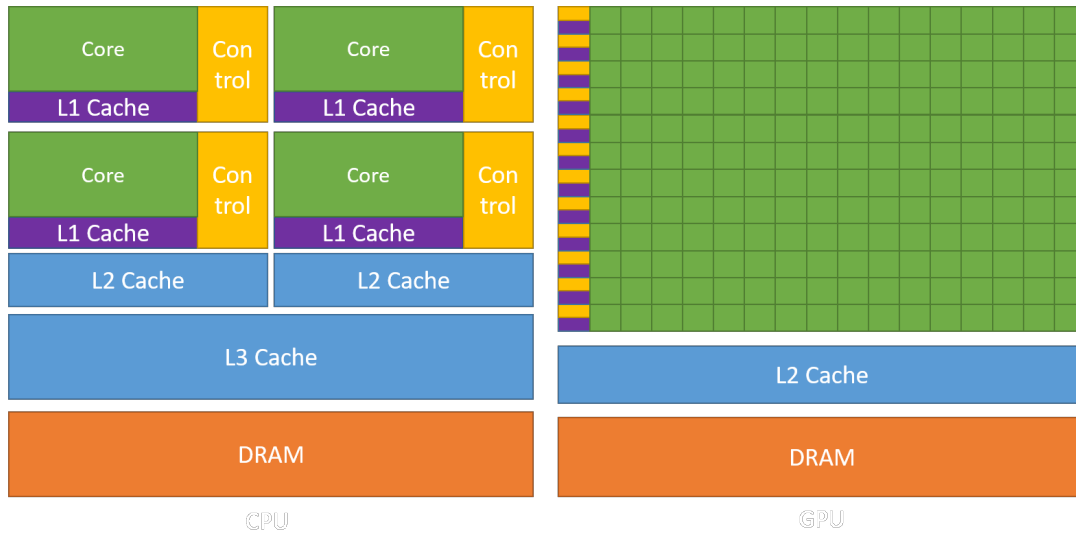 Core
Con
trol
L1 Cache
Core
Con
trol
L1 Cache
Core
Con
trol
L1 Cache
Core
Con
trol
L1 Cache
L2 Cache
L2 Cache
L3 Cache
DRAM
CPU
L2 Cache
DRAM
GPU